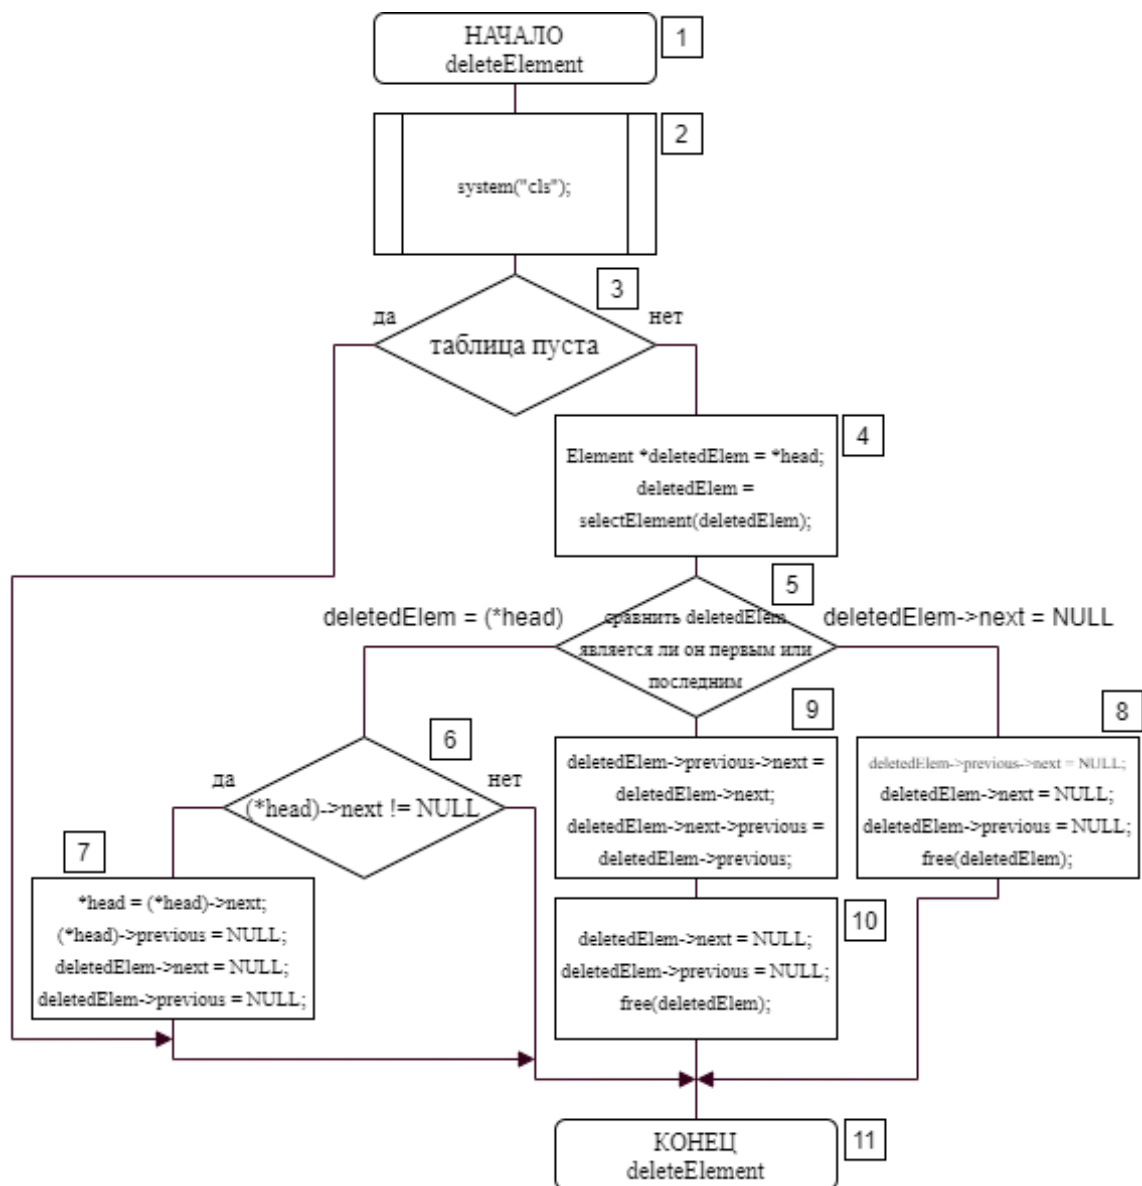 НАЧАЛО
deleteElement
1
2
system("cls");
3
да
нет
таблица пуста
4
Element *deletedElem = *head;
deletedElem =
selectElement(deletedElem);
5
deletedElem = (*head)
сравнить deletedElem
deletedElem->next = NULL
является ли он первым или
последним
6
да
нет
(*head)->next != NULL
9
deletedElem->previous->next =
deletedElem->next;
deletedElem->next->previous =
deletedElem->previous;
8
deletedElem->previous->next = NULL;
deletedElem->next = NULL;
deletedElem->previous = NULL;
free(deletedElem);
7
*head = (*head)->next;
(*head)->previous = NULL;
deletedElem->next = NULL;
deletedElem->previous = NULL;
10
deletedElem->next = NULL;
deletedElem->previous = NULL;
free(deletedElem);
КОНЕЦ
deleteElement
11